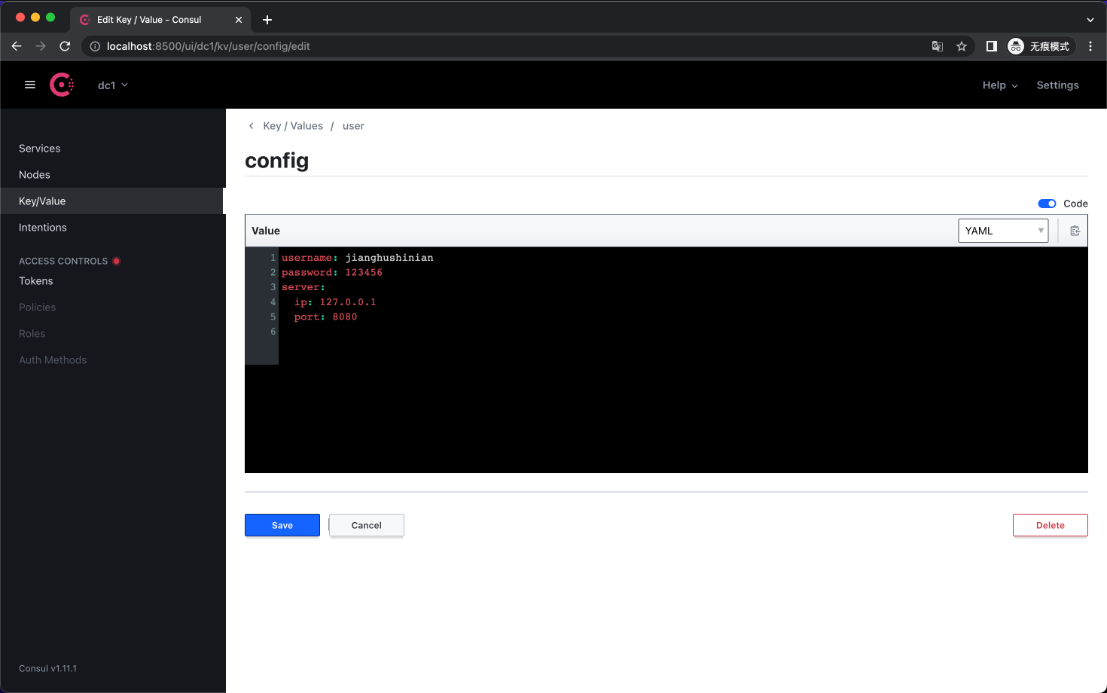 Edit Key / Value - Consul
localhost:8500/ui/dc1/kv/user/config/edit
无痕模式
dc1
Help
Settings
Services
Nodes
Key/Value
Intentions
ACCESS CONTROLS
Tokens
Policies
Roles
Auth Methods
Consul v1.11.1
Key / Values / user
config
Code
Value
YAML
1 username: jianghushinian
2 password: 123456
3 server:
4 ip: 127.0.0.1
5 port: 8080
6
Save
Cancel
Delete